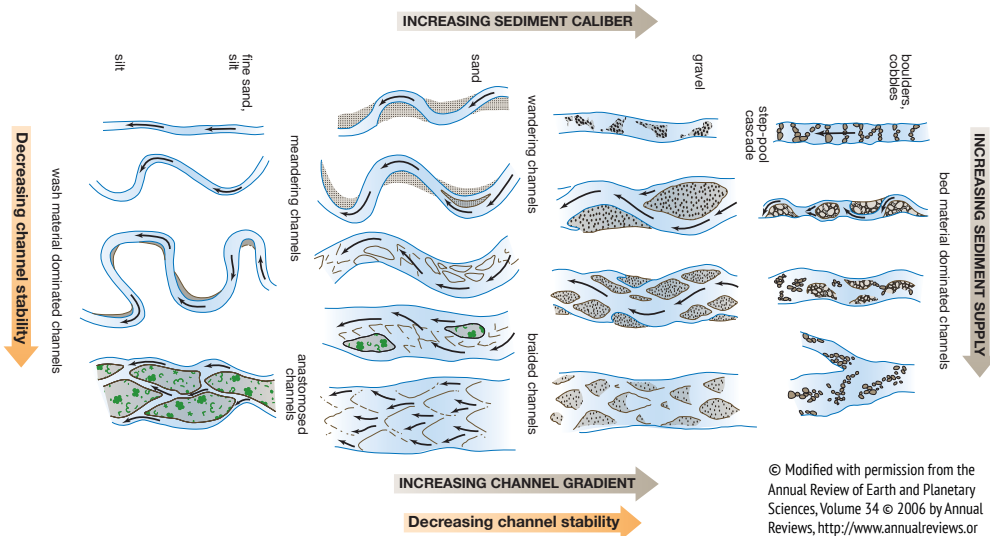 INCREASING SEDIMENT CALIBER
silt
fine sand,
silt
sand
gravel
boulders,
cobbles
wandering channels
step-pool
cascade
meandering channels
anastomosed
channels
braided channels
wash material dominated channels
bed material dominated channels
Decreasing channel stability
INCREASING SEDIMENT SUPPLY
INCREASING CHANNEL GRADIENT
Decreasing channel stability
© Modified with permission from the
Annual Review of Earth and Planetary
Sciences, Volume 34 © 2006 by Annual
Reviews, http://www.annualreviews.or